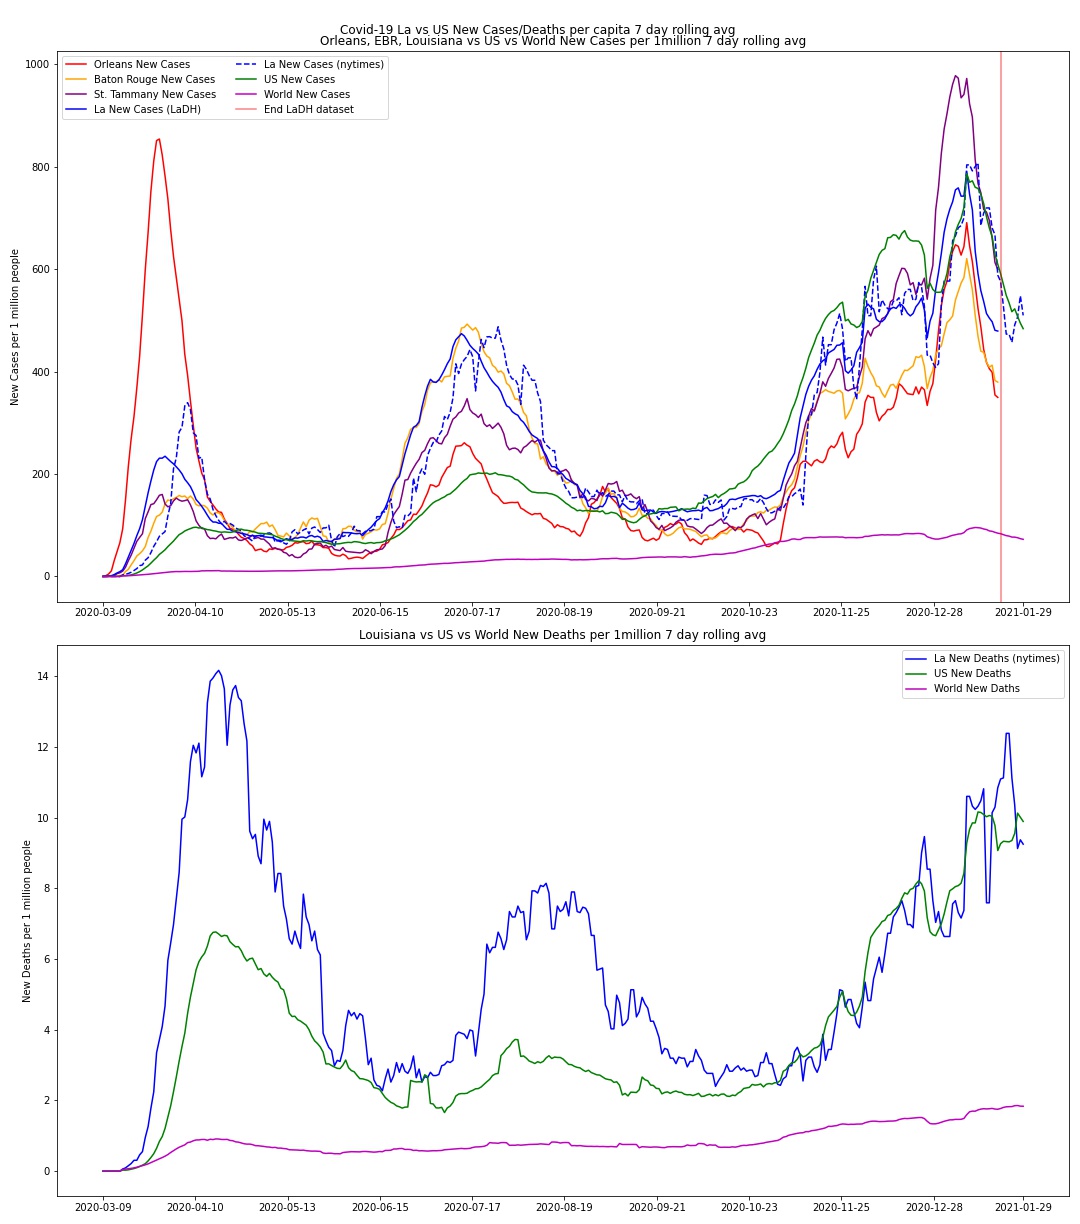 Covid-19 La vs US New Cases/Deaths per capita 7 day rolling avg
Orleans, EBR, Louisiana vs US vs World New Cases per 1million 7 day rolling avg
Orleans New Cases
Baton Rouge New Cases
St. Tammany New Cases
La New Cases (LaDH)
La New Cases (nytimes)
US New Cases
World New Cases
End LaDH dataset
New Cases per 1 million people
1000
800
600
400
200
0
2020-03-09 2020-04-10 2020-05-13 2020-06-15 2020-07-17 2020-08-19 2020-09-21 2020-10-23 2020-11-25 2020-12-28 2021-01-29
Louisiana vs US vs World New Deaths per 1million 7 day rolling avg
La New Deaths (nytimes)
US New Deaths
World New Daths
New Deaths per 1 million people
14
12
10
8
6
4
2
0
2020-03-09 2020-04-10 2020-05-13 2020-06-15 2020-07-17 2020-08-19 2020-09-21 2020-10-23 2020-11-25 2020-12-28 2021-01-29